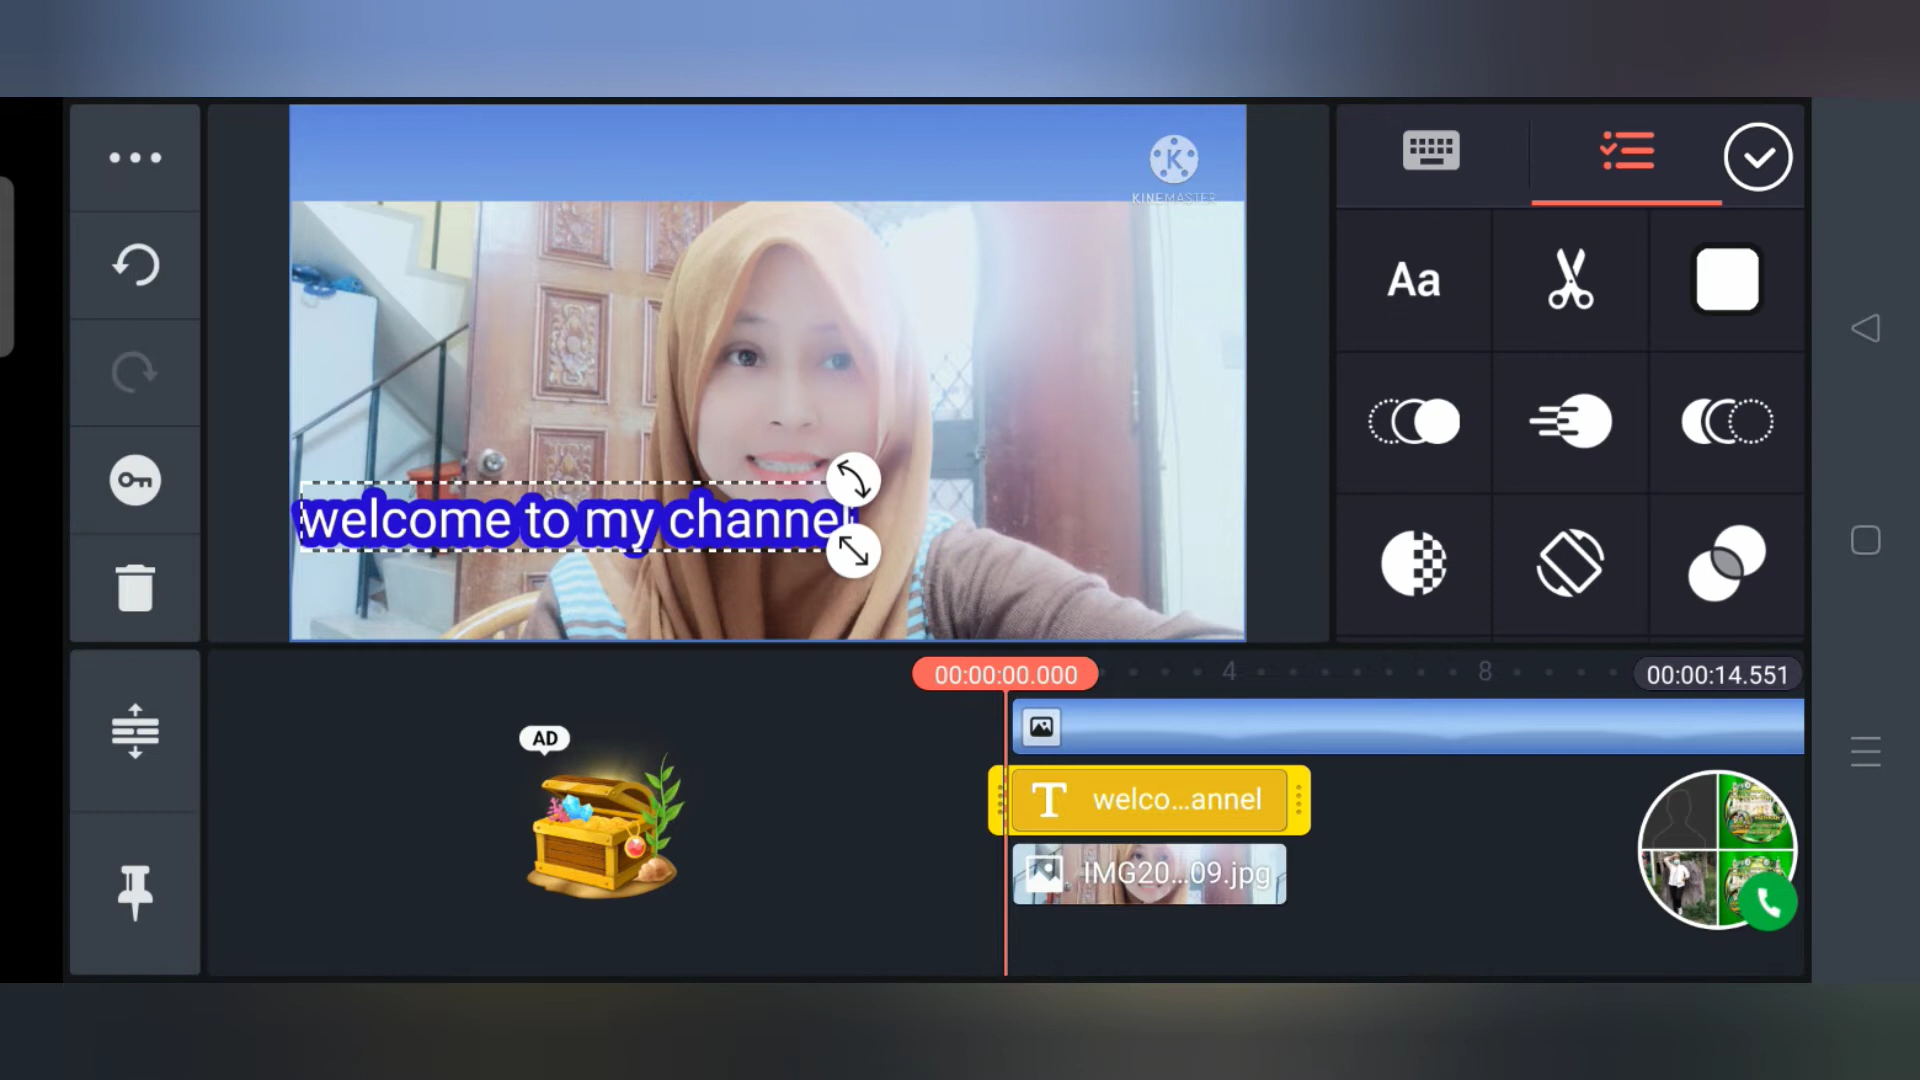 KINEMASTER
Aa
welcome to my channel
00:00:00.000
4
8
00:00:14.551
AD
T
welco...annel
IMG20...09.jpg